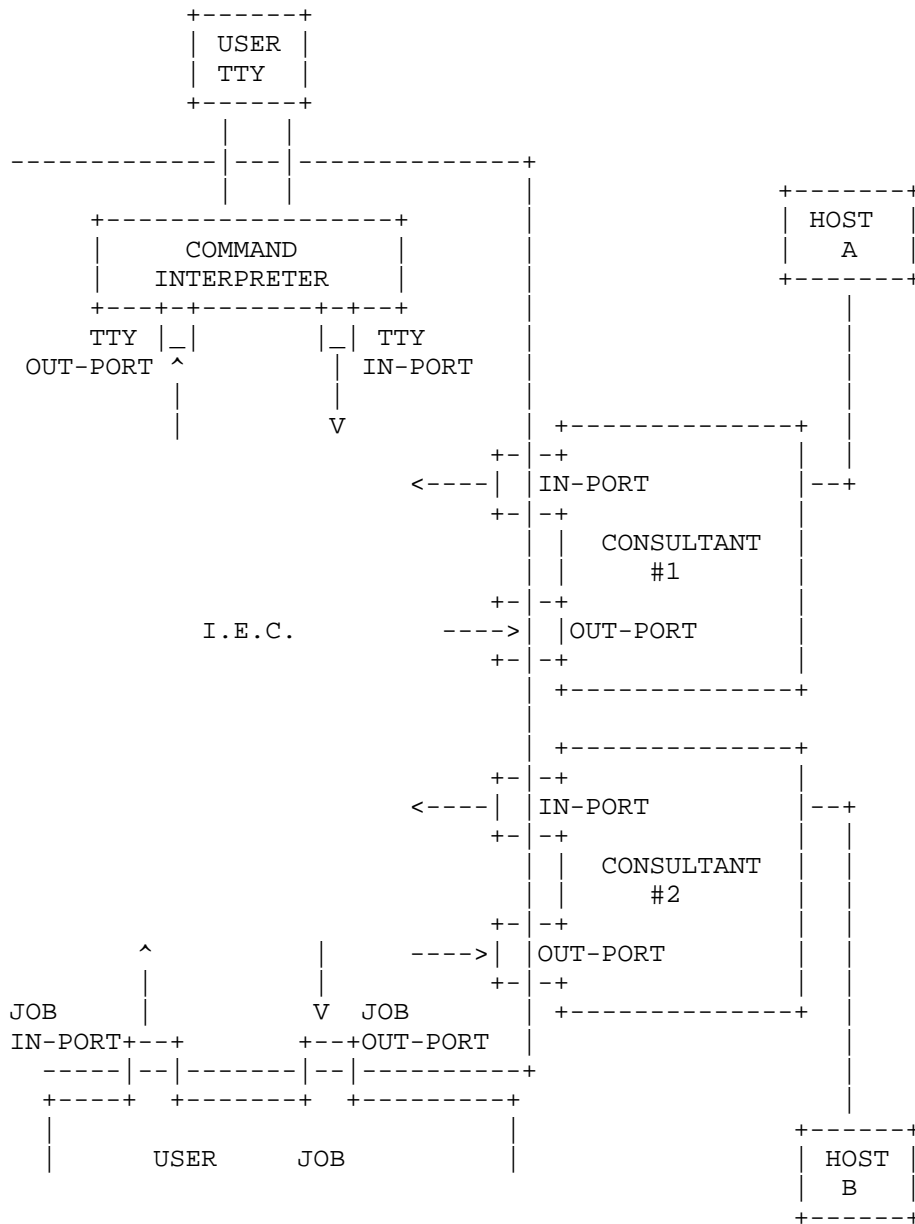 USER
TTY
HOST
A
COMMAND
INTERPRETER
TTY TTY
OUT-PORT IN-PORT
IN-PORT
CONSULTANT
#1
I.E.C. OUT-PORT
IN-PORT
CONSULTANT
#2
OUT-PORT
JOB JOB
IN-PORT OUT-PORT
USER JOB
HOST
B